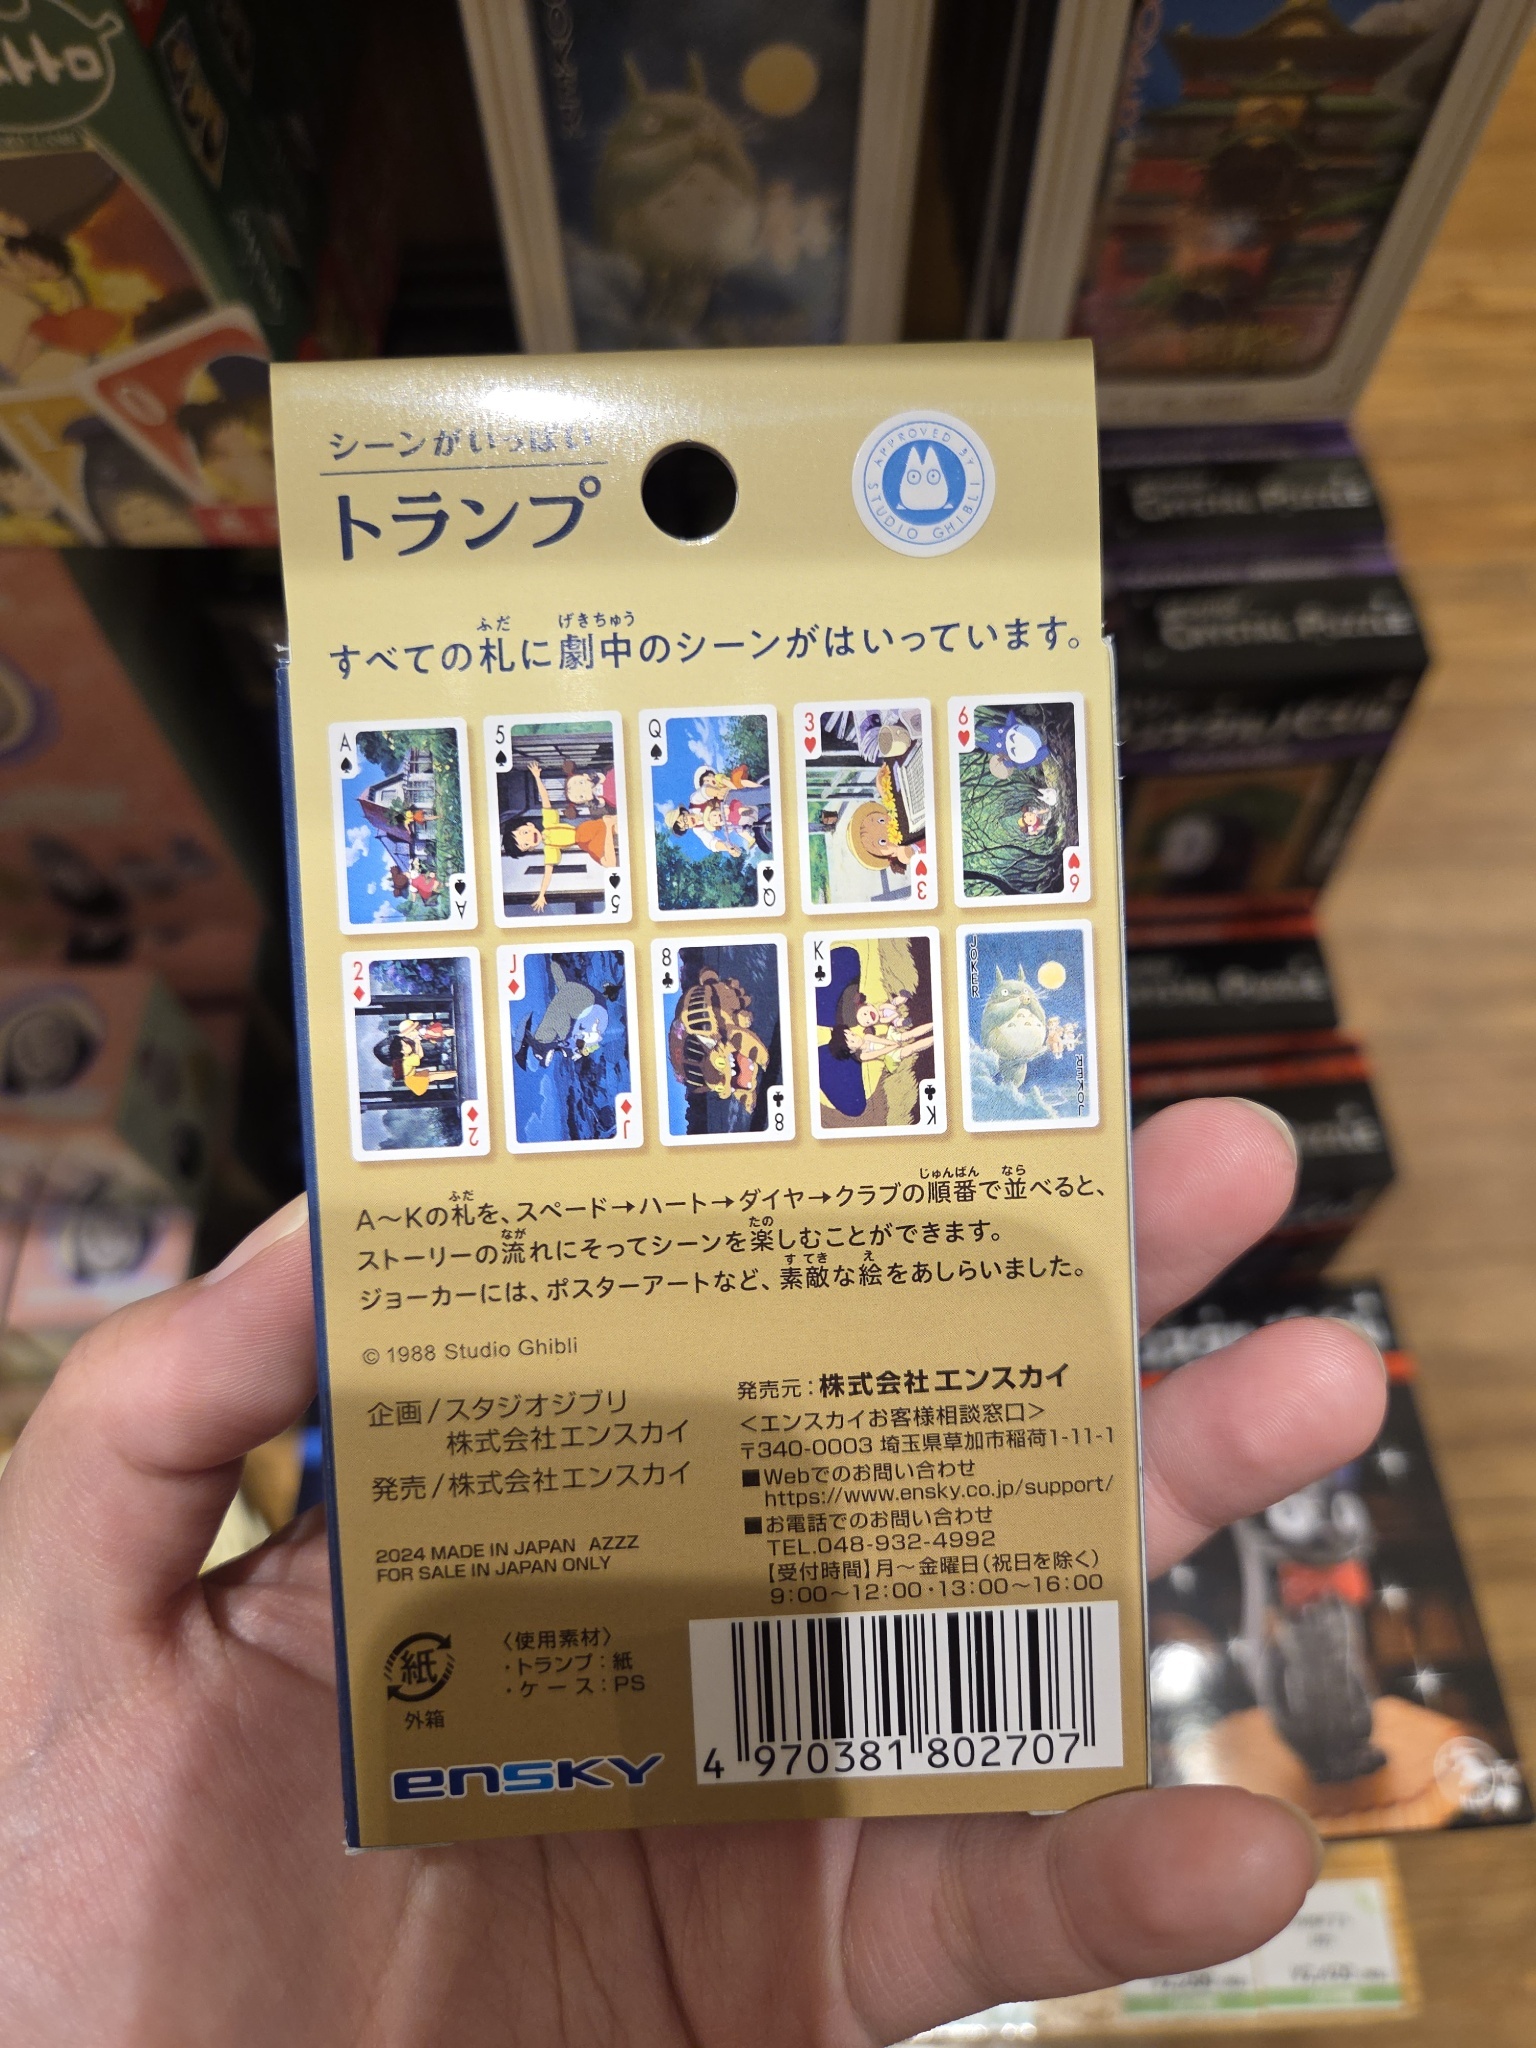 シーンがいっぱい
トランプ
APPROVED BY STUDIO GHIBLI
すべての札に劇中のシーンがはいっています。
ふだ
げきちゅう
A
A
5
5
Q
Q
3
3
6
6
2
2
J
J
8
8
K
K
JOKER
JOKER
A～Kの札を、スペード→ハート→ダイヤ→クラブの順番で並べると、
ふだ
じゅんばん
なら
ストーリーの流れにそってシーンを楽しむことができます。
なが
たの
ジョーカーには、ポスターアートなど、素敵な絵をあしらいました。
すてき
え
© 1988 Studio Ghibli
企画/スタジオジブリ
株式会社エンスカイ
発売/株式会社エンスカイ
2024 MADE IN JAPAN AZZZ
FOR SALE IN JAPAN ONLY
発売元：株式会社エンスカイ
＜エンスカイお客様相談窓口＞
〒340-0003 埼玉県草加市稲荷1-11-1
■Webでのお問い合わせ
https://www.ensky.co.jp/support/
■お電話でのお問い合わせ
TEL.048-932-4992
【受付時間】月～金曜日（祝日を除く）
9:00～12:00・13:00～16:00
紙
外箱
〈使用素材〉
・トランプ：紙
・ケース：PS
ensky
4 970381 802707